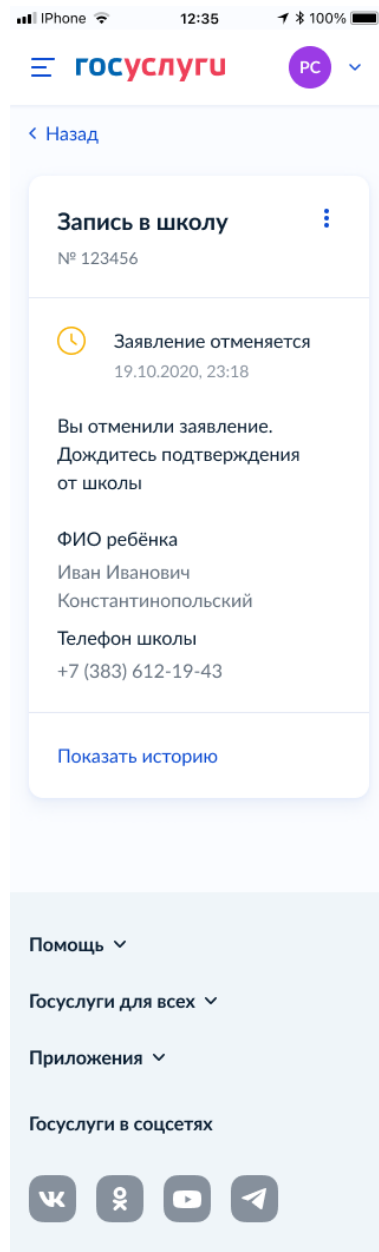 IPhone 12:35 100%
госуслуги РС
Назад
Запись в школу
№ 123456
Заявление отменяется
19.10.2020, 23:18
Вы отменили заявление.
Дождитесь подтверждения
от школы
ФИО ребёнка
Иван Иванович
Константинопольский
Телефон школы
+7 (383) 612-19-43
Показать историю
Помощь
Госуслуги для всех
Приложения
Госуслуги в соцсетях